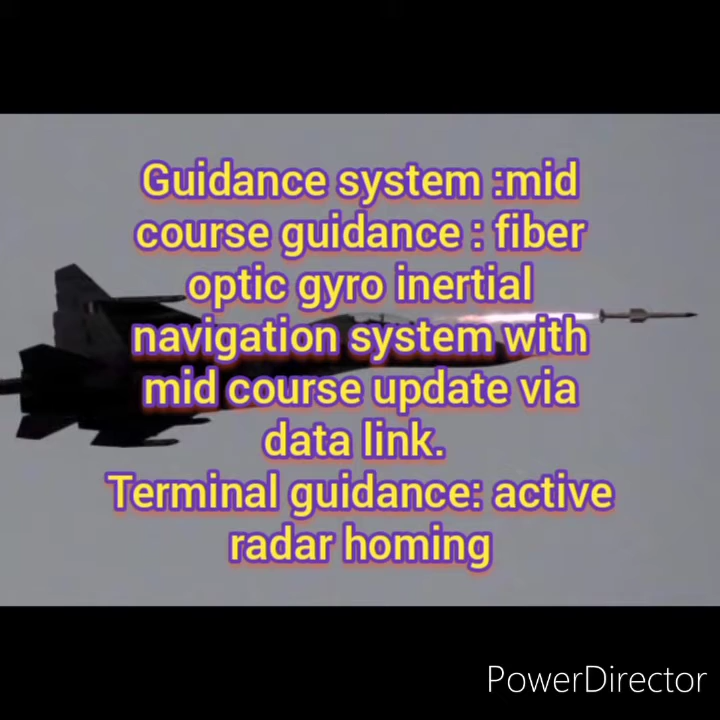 Guidance system :mid
course guidance : fiber
optic gyro inertial
navigation system with
mid course update via
data link.
Terminal guidance: active
radar homing
PowerDirector